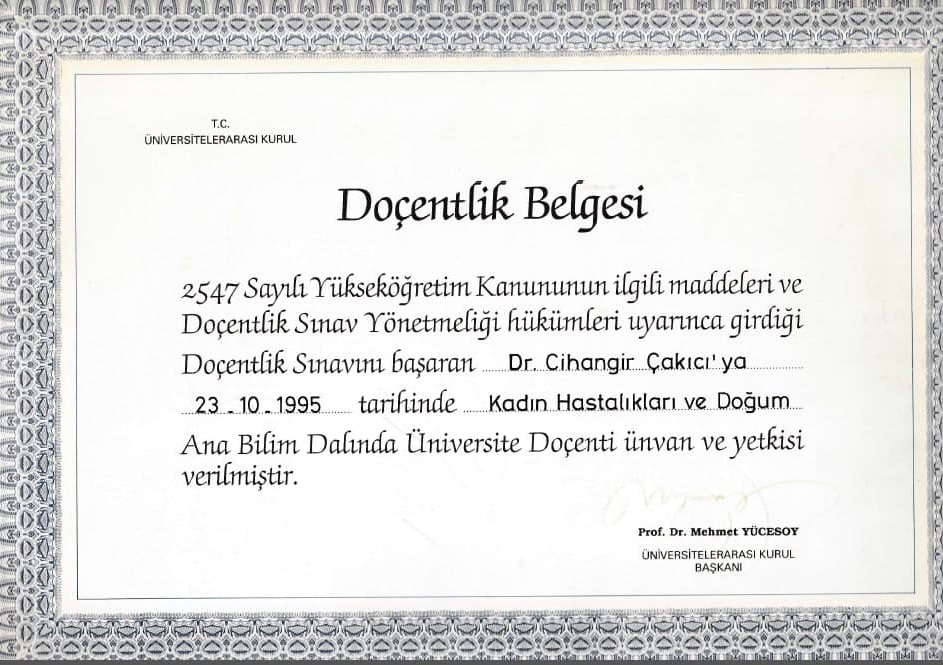 T.C.
ÜNİVERSİTELERARASI KURUL
Doçentlik Belgesi
2547 Sayılı Yükseköğretim Kanununun ilgili maddeleri ve
Doçentlik Sınav Yönetmeliği hükümleri uyarınca girdiği
Doçentlik Sınavını başaran Dr. Cihangir Çakıcı'ya
23.10.1995 tarihinde Kadın Hastalıkları ve Doğum
Ana Bilim Dalında Üniversite Doçenti ünvan ve yetkisi
verilmiştir.
Prof. Dr. Mehmet YÜCESOY
ÜNİVERSİTELERARASI KURUL
BAŞKANI